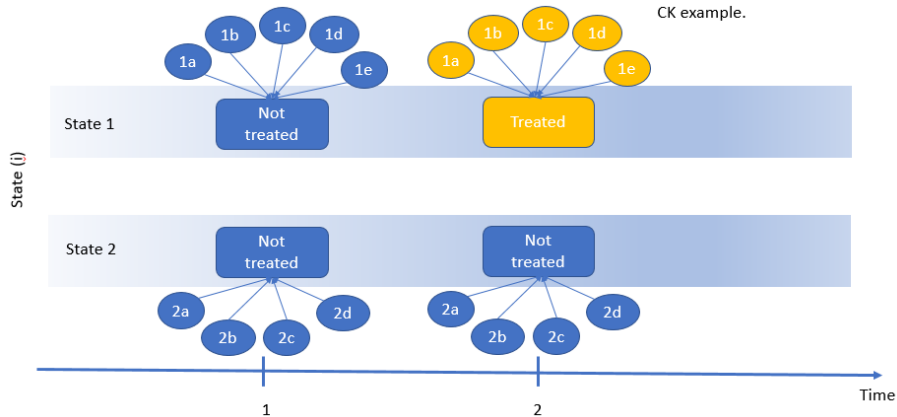 CK example.
1a
1b
1c
1d
1e
1a
1b
1c
1d
1e
State 1
Not
treated
Treated
State (i)
State 2
Not
treated
Not
treated
2a
2b
2c
2d
2a
2b
2c
2d
Time
1
2